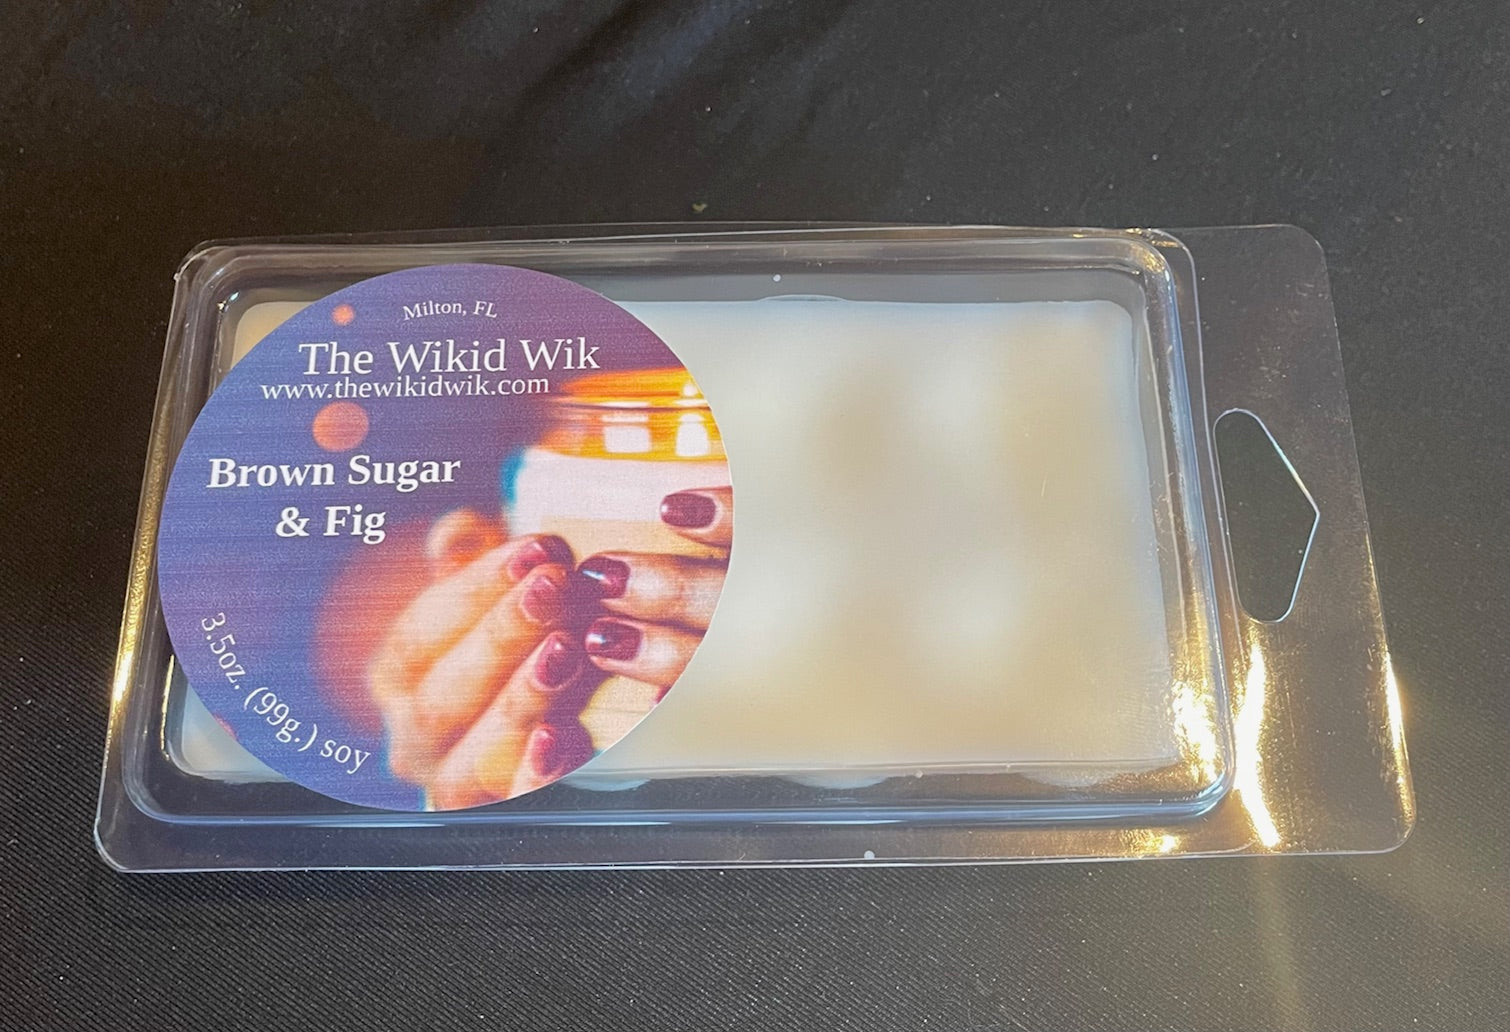 Milton, FL
The Wikid Wik
www.thewikidwik.com
Brown Sugar
& Fig
3.5oz. (99g.) soy